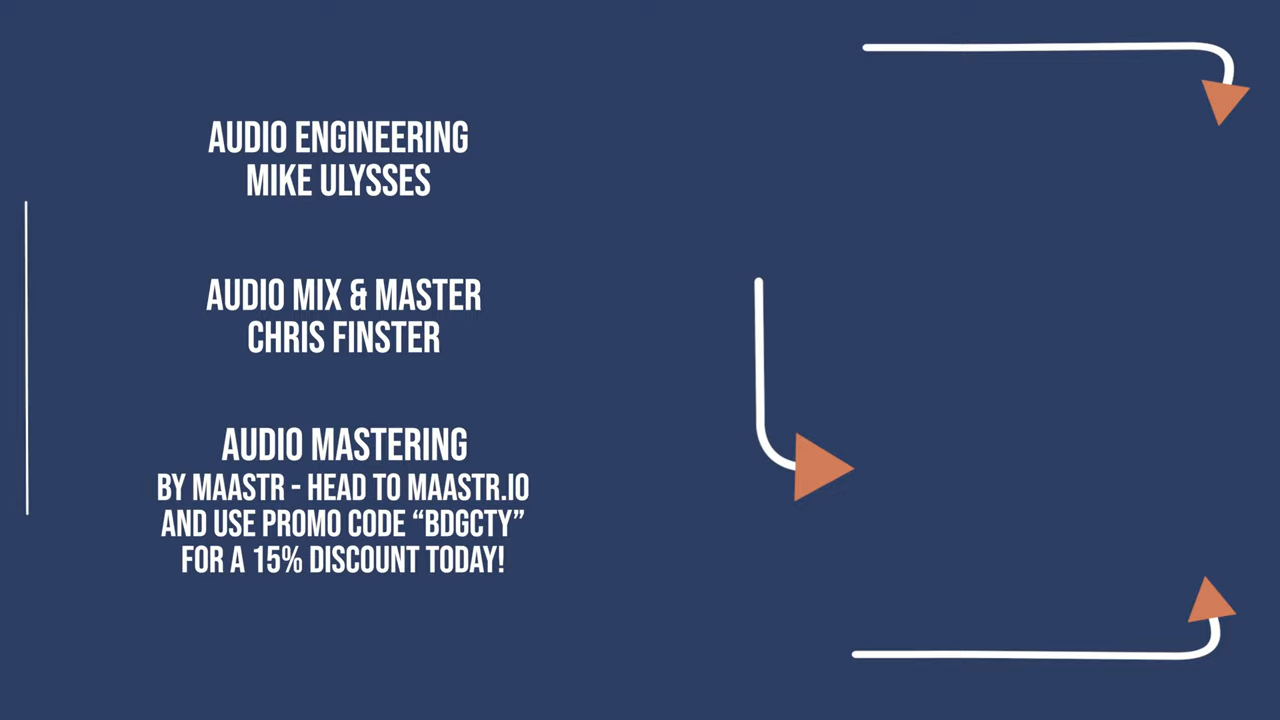 AUDIO ENGINEERING
MIKE ULYSSES
AUDIO MIX & MASTER
CHRIS FINSTER
AUDIO MASTERING
BY MAASTR - HEAD TO MAASTR.IO
AND USE PROMO CODE “BDGCTY”
FOR A 15% DISCOUNT TODAY!